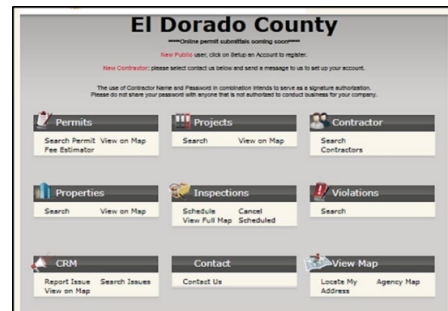 El Dorado County
*****Online permit submittals soming soon*****
New Public user, click on Setup an Account to register.
New Contractor; please select contact us below and send a message to us to set up your account.
The use of Contractor Name and Password in combination intends to serve as a signature authorization.
Please do not share your password with anyone that is not authorized to conduct business for your company.
Permits
Search Permit View on Map
Fee Estimator
Projects
Search View on Map
Contractor
Search
Contractors
Properties
Search View on Map
Inspections
Schedule Cancel
View Full Map Scheduled
Violations
Search
CRM
Report Issue Search Issues
View on Map
Contact
Contact Us
View Map
Locate My Agency Map
Address